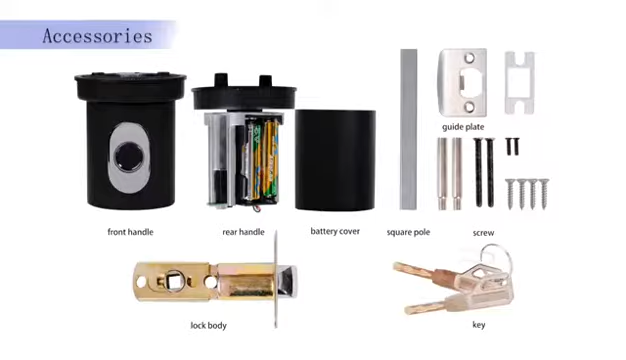 Accessories
guide plate
front handle
rear handle
battery cover
square pole
screw
lock body
key